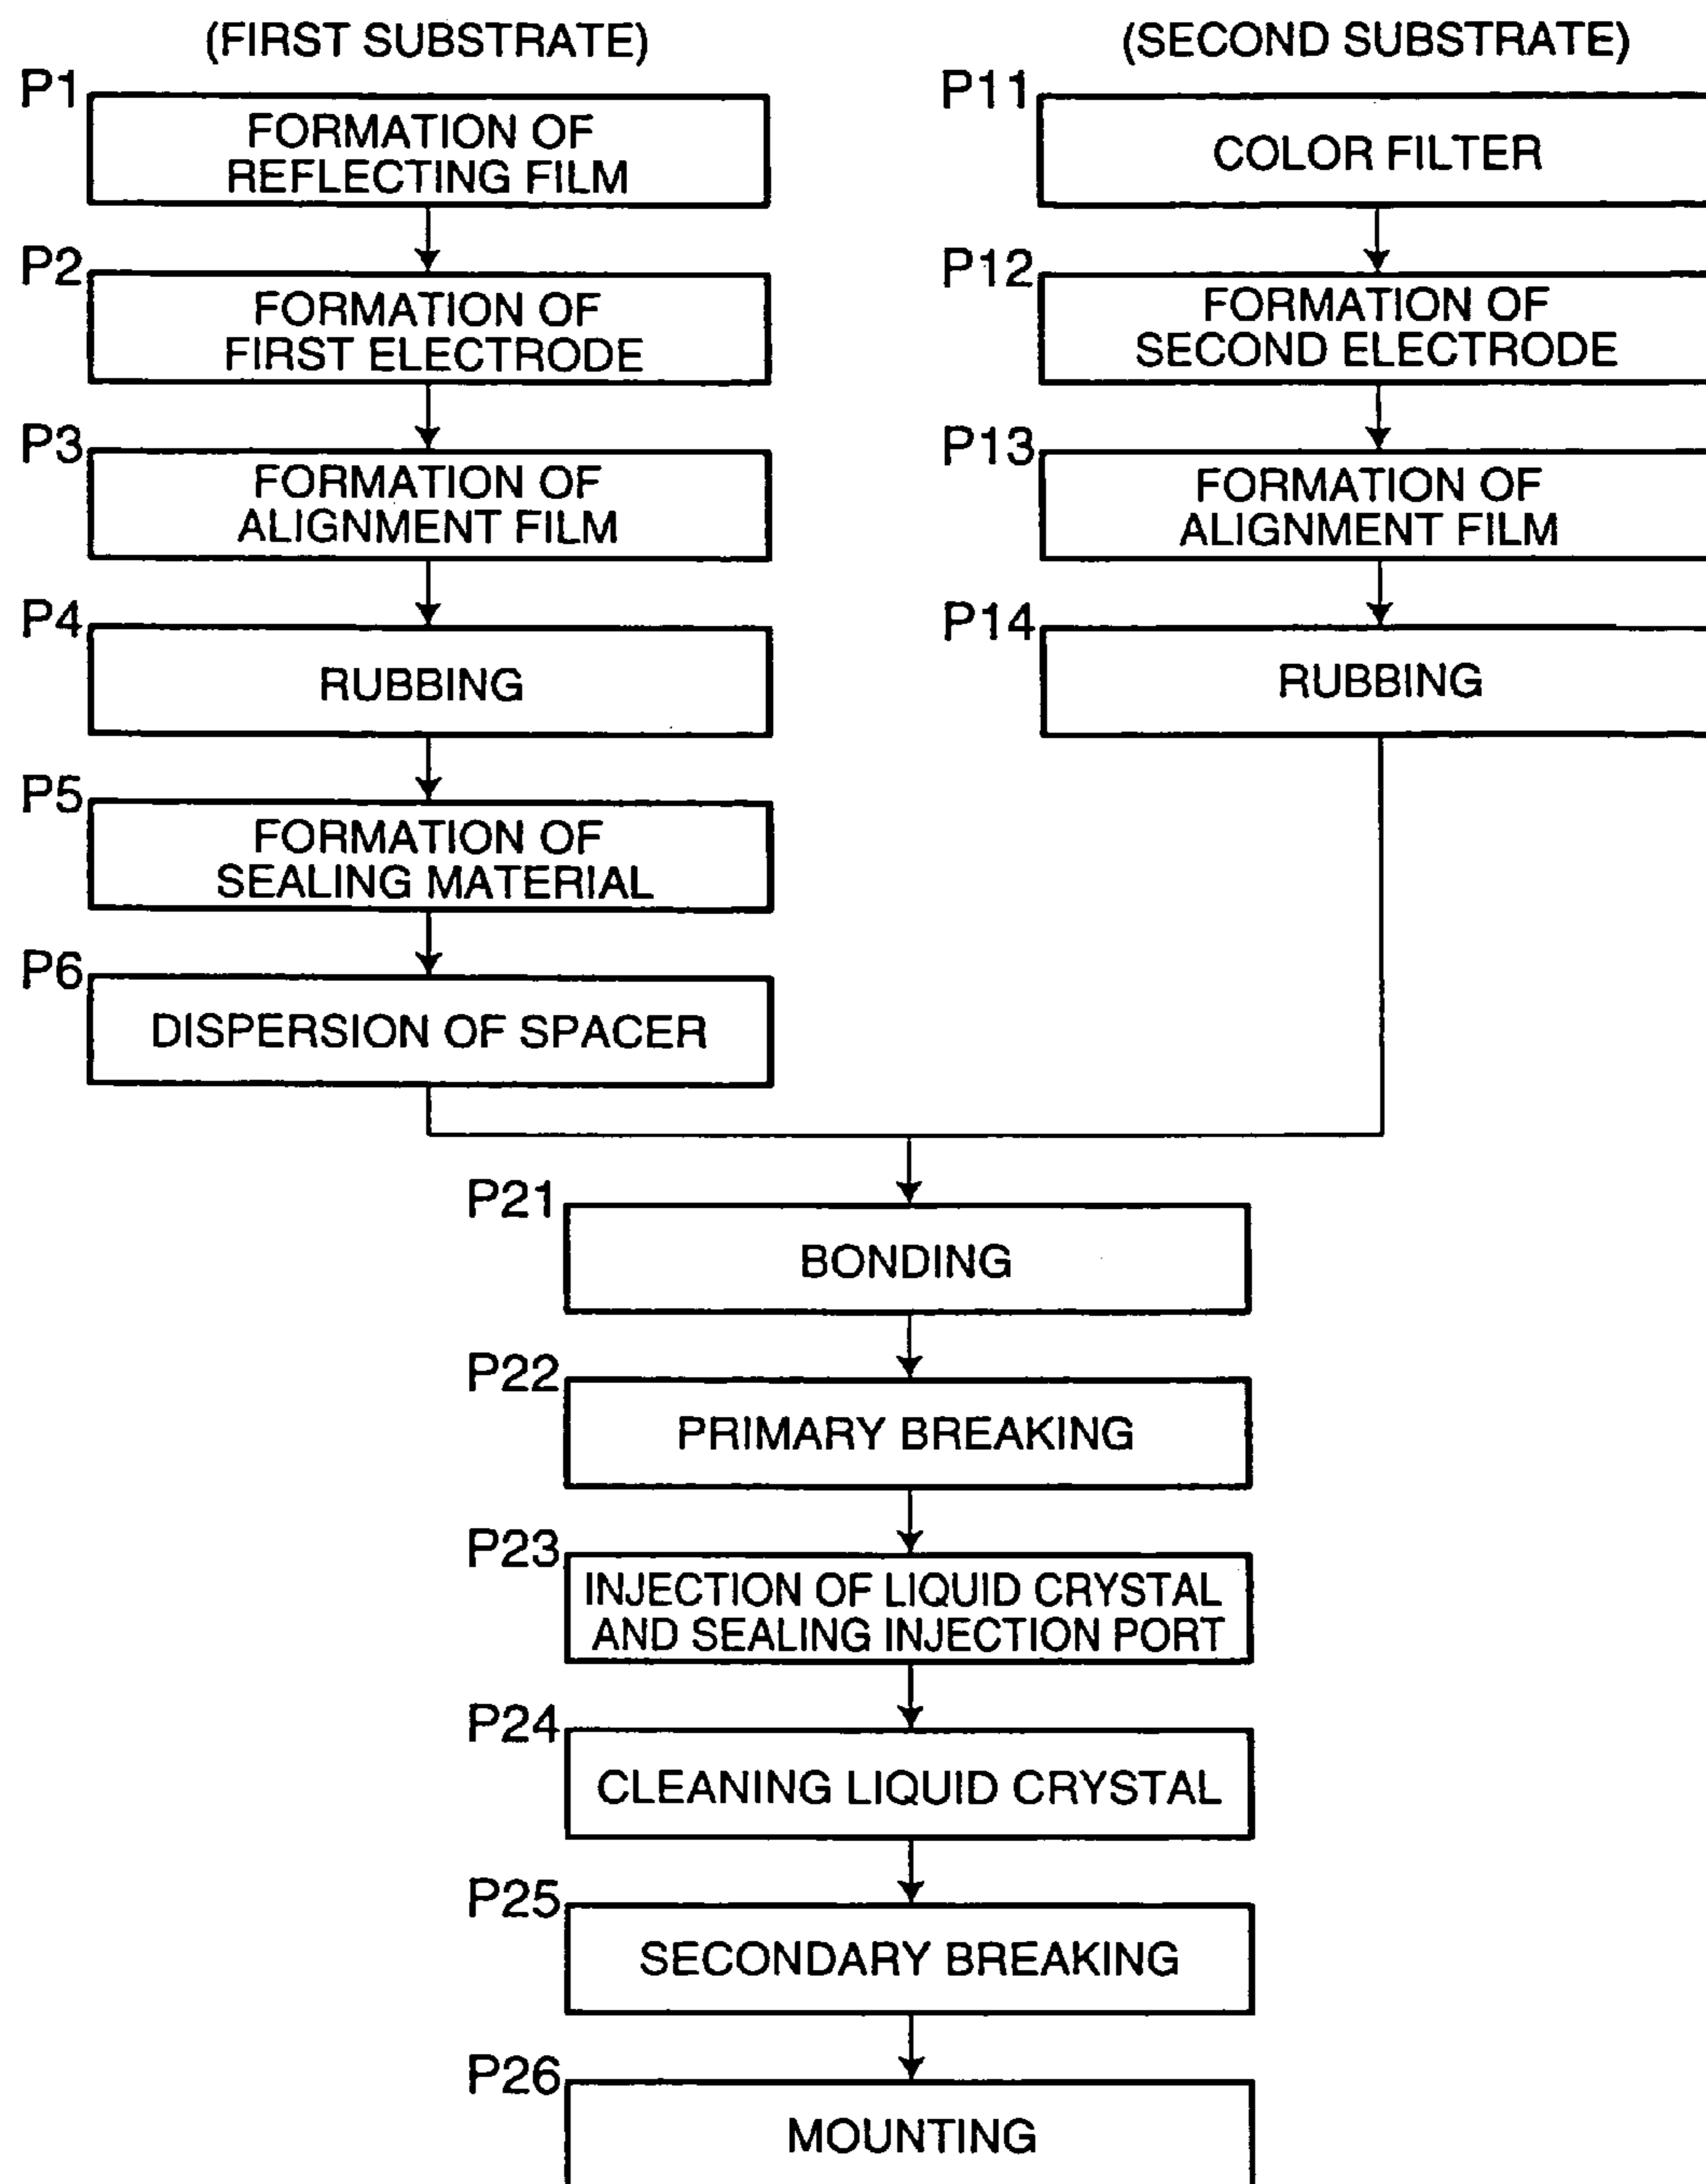 (FIRST SUBSTRATE)
P1
FORMATION OF
REFLECTING FILM
P2
FORMATION OF
FIRST ELECTRODE
P3
FORMATION OF
ALIGNMENT FILM
P4
RUBBING
P5
FORMATION OF
SEALING MATERIAL
P6
DISPERSION OF SPACER
(SECOND SUBSTRATE)
P11
COLOR FILTER
P12
FORMATION OF
SECOND ELECTRODE
P13
FORMATION OF
ALIGNMENT FILM
P14
RUBBING
P21
BONDING
P22
PRIMARY BREAKING
P23
INJECTION OF LIQUID CRYSTAL
AND SEALING INJECTION PORT
P24
CLEANING LIQUID CRYSTAL
P25
SECONDARY BREAKING
P26
MOUNTING